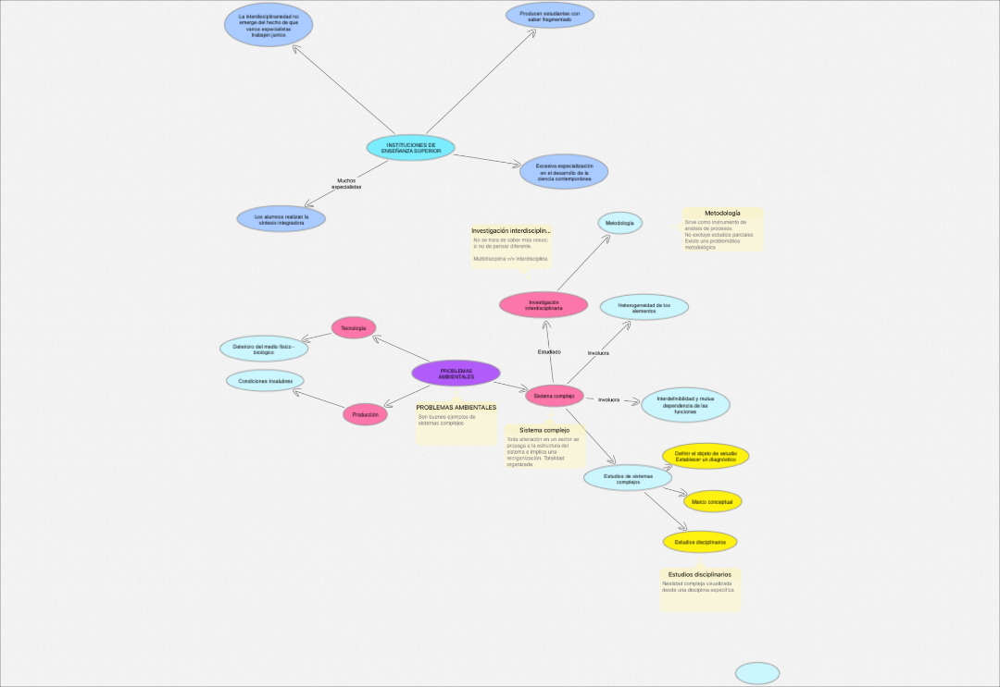 La interdisciplinariedad no
emerge del hecho de que
varios especialistas
trabajen juntos
Producen estudiantes con
saber fragmentado
INSTITUCIONES DE
ENSEÑANZA SUPERIOR
Excesiva especialización
en el desarrollo de la
ciencia contemporánea
Muchos
especialistas
Los alumnos realizan la
síntesis integradora
Metodología
Metodología
Sirve como instrumento de
análisis de procesos.
No excluye estudios parciales
Existe una problemática
metodológica
Investigación interdisciplin...
No se trata de saber más cosas;
si no de pensar diferente.
Multidisciplina v/v Interdisciplina
Investigación
interdisciplinaria
Heterogeneidad de los
elementos
Tecnología
Deterioro del medio físico -
biológico
Estudiado
Involucra
PROBLEMAS
AMBIENTALES
Condiciones insalubres
Sistema complejo
Involucra
Interdefinibilidad y mutua
dependencia de las
funciones
Producción
PROBLEMAS AMBIENTALES
Son buenos ejemplos de
sistemas complejos
Sistema complejo
Toda alteración en un sector se
propaga a la estructura del
sistema e implica una
reorganización. Totalidad
organizada
Definir el objeto de estudio
Establecer un diagnóstico
Estudios de sistemas
complejos
Marco conceptual
Estudios disciplinarios
Estudios disciplinarios
Realidad compleja visualizada
desde una disciplina específica